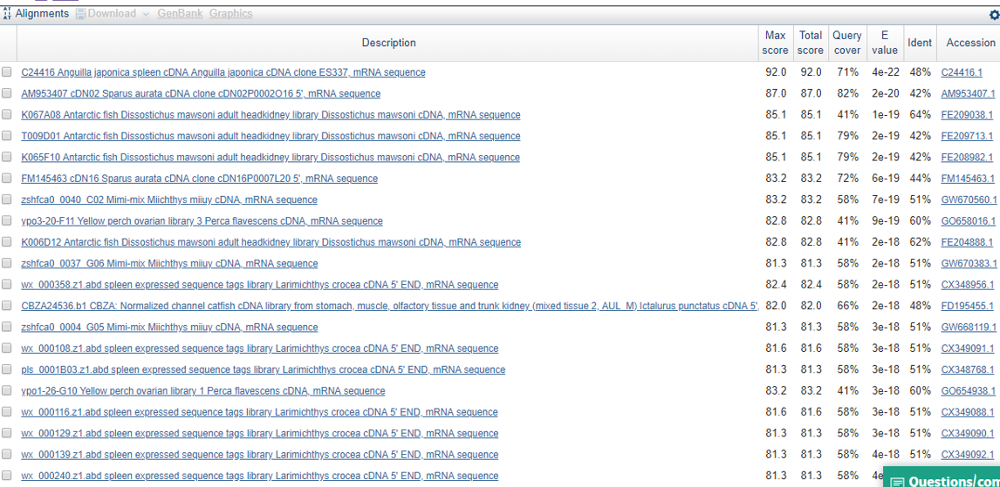 Alignments Download GenBank Graphics
Description Max score Total score Query cover E value Ident Accession
C24416 Anguilla japonica spleen cDNA Anguilla japonica cDNA clone ES337, mRNA sequence 92.0 92.0 71% 4e-22 48% C24416.1
AM953407 cDN02 Sparus aurata cDNA clone cDN02P0002O16 5', mRNA sequence 87.0 87.0 82% 2e-20 42% AM953407.1
K067A08 Antarctic fish Dissostichus mawsoni adult headkidney library Dissostichus mawsoni cDNA, mRNA sequence 85.1 85.1 41% 1e-19 64% FE209038.1
T009D01 Antarctic fish Dissostichus mawsoni adult headkidney library Dissostichus mawsoni cDNA, mRNA sequence 85.1 85.1 79% 2e-19 42% FE209713.1
K065F10 Antarctic fish Dissostichus mawsoni adult headkidney library Dissostichus mawsoni cDNA, mRNA sequence 85.1 85.1 79% 2e-19 42% FE208982.1
FM145463 cDN16 Sparus aurata cDNA clone cDN16P0007L20 5', mRNA sequence 83.2 83.2 72% 6e-19 44% FM145463.1
zshfca0_0040_C02 Mimi-mix Miichthys miiuy cDNA, mRNA sequence 83.2 83.2 58% 7e-19 51% GW670560.1
ypo3-20-F11 Yellow perch ovarian library 3 Perca flavescens cDNA, mRNA sequence 82.8 82.8 41% 9e-19 60% GO658016.1
K006D12 Antarctic fish Dissostichus mawsoni adult headkidney library Dissostichus mawsoni cDNA, mRNA sequence 82.8 82.8 41% 2e-18 62% FE204888.1
zshfca0_0037_G06 Mimi-mix Miichthys miiuy cDNA, mRNA sequence 81.3 81.3 58% 2e-18 51% GW670383.1
wx_000358.z1.abd spleen expressed sequence tags library Larimichthys crocea cDNA 5' END, mRNA sequence 82.4 82.4 58% 2e-18 51% CX348956.1
CBZA24536.b1 CBZA: Normalized channel catfish cDNA library from stomach, muscle, olfactory tissue and trunk kidney (mixed tissue 2, AUL_M) Ictalurus punctatus cDNA 5', 82.0 82.0 66% 2e-18 48% FD195455.1
zshfca0_0004_G05 Mimi-mix Miichthys miiuy cDNA, mRNA sequence 81.3 81.3 58% 3e-18 51% GW668119.1
wx_000108.z1.abd spleen expressed sequence tags library Larimichthys crocea cDNA 5' END, mRNA sequence 81.6 81.6 58% 3e-18 51% CX349091.1
pls_0001B03.z1.abd spleen expressed sequence tags library Larimichthys crocea cDNA 5' END, mRNA sequence 81.3 81.3 58% 3e-18 51% CX348768.1
ypo1-26-G10 Yellow perch ovarian library 1 Perca flavescens cDNA, mRNA sequence 83.2 83.2 41% 3e-18 60% GO654938.1
wx_000116.z1.abd spleen expressed sequence tags library Larimichthys crocea cDNA 5' END, mRNA sequence 81.6 81.6 58% 3e-18 51% CX349088.1
wx_000129.z1.abd spleen expressed sequence tags library Larimichthys crocea cDNA 5' END, mRNA sequence 81.3 81.3 58% 3e-18 51% CX349090.1
wx_000139.z1.abd spleen expressed sequence tags library Larimichthys crocea cDNA 5' END, mRNA sequence 81.3 81.3 58% 4e-18 51% CX349092.1
wx_000240.z1.abd spleen expressed sequence tags library Larimichthys crocea cDNA 5' END, mRNA sequence 81.3 81.3 58%
Questions/com